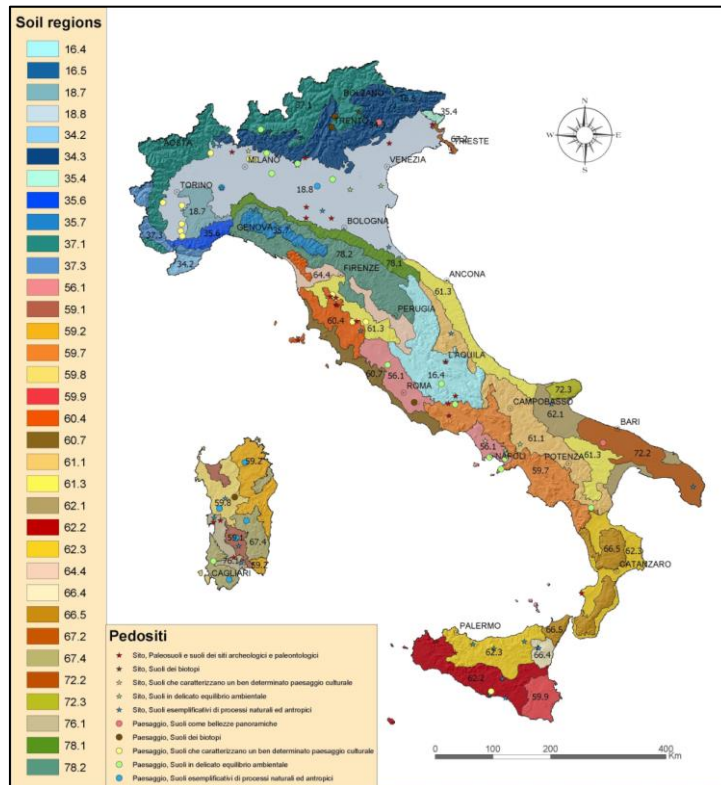 Soil regions
16.4
16.5
18.7
18.8
34.2
34.3
35.4
35.6
35.7
37.1
37.3
56.1
59.1
59.2
59.7
59.8
59.9
60.4
60.7
61.1
61.3
62.1
62.2
62.3
64.4
66.4
66.5
67.2
67.4
72.2
72.3
76.1
78.1
78.2
BOLZANO
37.1
TRENTO
35.4
67.2
TRIESTE
AOSTA
MILANO
VENEZIA
N
W E
S
TORINO
18.8
18.7
BOLOGNA
GENOVA
37.3
35.6
34.2
78.2
78.1
FIRENZE
ANCONA
64.4
61.3
PERUGIA
60.4
61.3
L'AQUILA
60.7
56.1
16.4
ROMA
CAMPOBASSO
72.3
62.1
BARI
61.1
56.1
NAPOLI
POTENZA
61.3
72.2
59.7
59.2
59.8
59.1
67.4
76.1
59.2
CAGLIARI
66.5
62.3
CATANZARO
PALERMO
66.5
62.3
66.4
62.2
59.9
Pedositi
Sito, Paleosuoli e suoli dei siti archeologici e paleontologici
Sito, Suoli dei biotopi
Sito, Suoli che carattarizzano un ben determinato paesaggio culturale
Sito, Suoli in delicato equilibrio ambientale
Sito, Suoli esemplificativi di processi naturali ed antropici
Paesaggio, Suoli come bellezze panoramiche
Paesaggio, Suoli dei biotopi
Paesaggio, Suoli che caratterizzano un ben determinato paesaggio culturale
Paesaggio, Suoli in delicato equilibrio ambientale
Paesaggio, Suoli esemplificativi di processi naturali ed antropici
0 100 200 400
Km